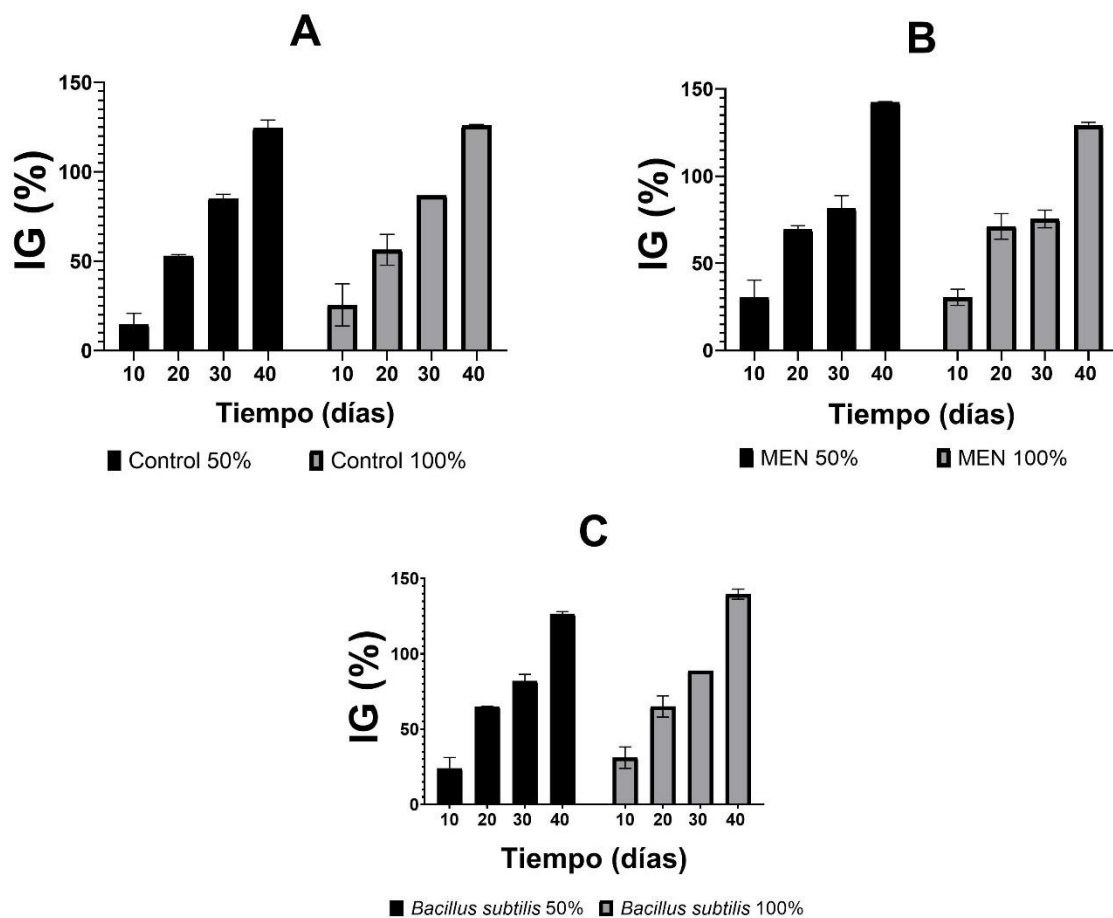 A
150
100
50
0
IG (%)
10 20 30 40 10 20 30 40
Tiempo (días)
Control 50% Control 100%
B
150
100
50
0
IG (%)
10 20 30 40 10 20 30 40
Tiempo (días)
MEN 50% MEN 100%
C
150
100
50
0
IG (%)
10 20 30 40 10 20 30 40
Tiempo (días)
Bacillus subtilis 50% Bacillus subtilis 100%